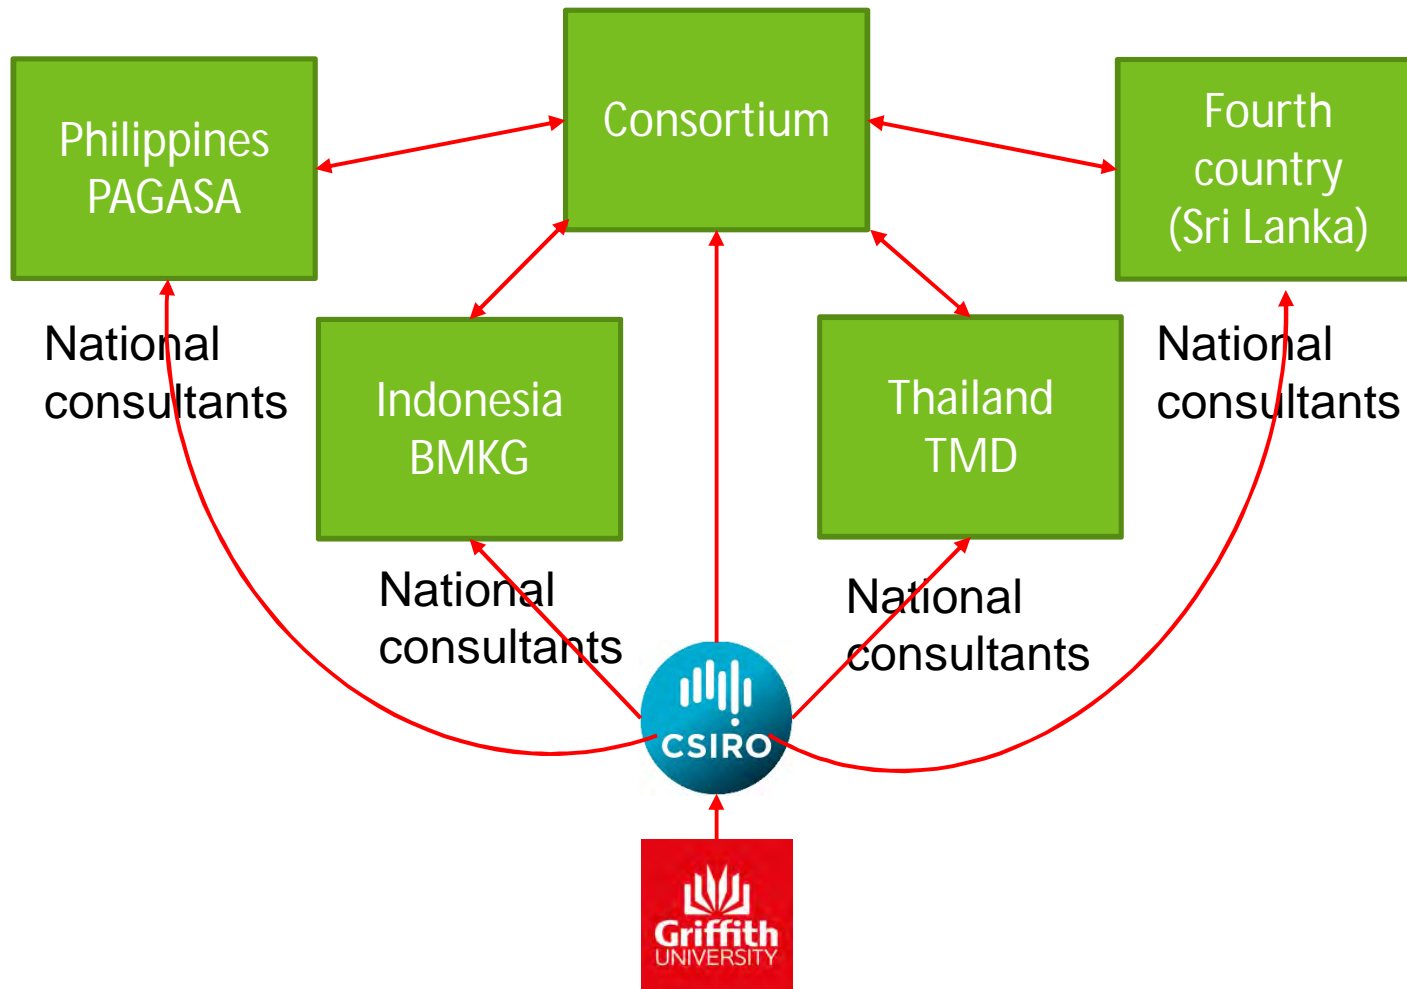 Consortium
Philippines
PAGASA
Fourth
country
(Sri Lanka)
National
consultants
National
consultants
Indonesia
BMKG
Thailand
TMD
National
consultants
National
consultants
CSIRO
Griffith
UNIVERSITY